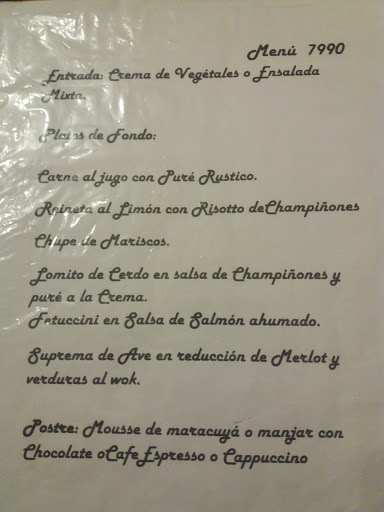 Menú 7990
Entrada: Crema de Vegétales o Ensalada
Mixta.
Platos de Fondo:
Carne al jugo con Puré Rustico.
Reineta al Limón con Risotto deChampiñones
Chupe de Mariscos.
Lomito de Cerdo en salsa de Champiñones y
puré a la Crema.
Fetuccini en Salsa de Salmón ahumado.
Suprema de Ave en reducción de Merlot y
verduras al wok.
Postre: Mousse de maracuyá o manjar con
Chocolate oCafeEspresso o Cappuccino